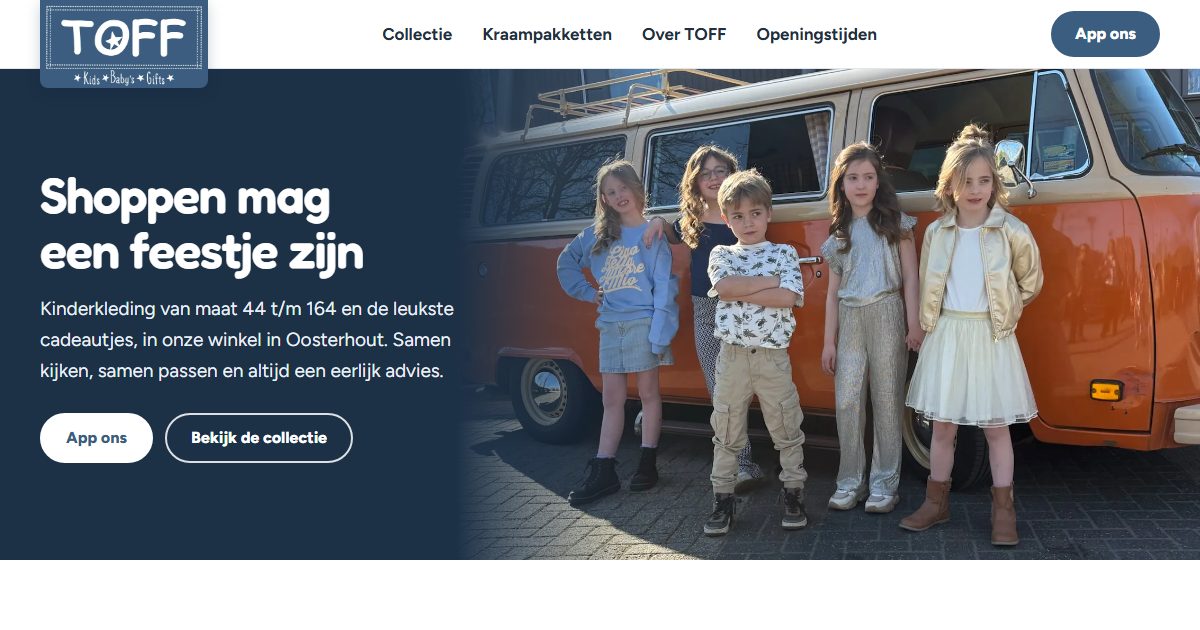 TOFF
Kids Baby's Gifts
Collectie
Kraampakketten
Over TOFF
Openingstijden
App ons
Shoppen mag
een feestje zijn
Kinderkleding van maat 44 t/m 164 en de leukste
cadeautjes, in onze winkel in Oosterhout. Samen
kijken, samen passen en altijd een eerlijk advies.
App ons
Bekijk de collectie